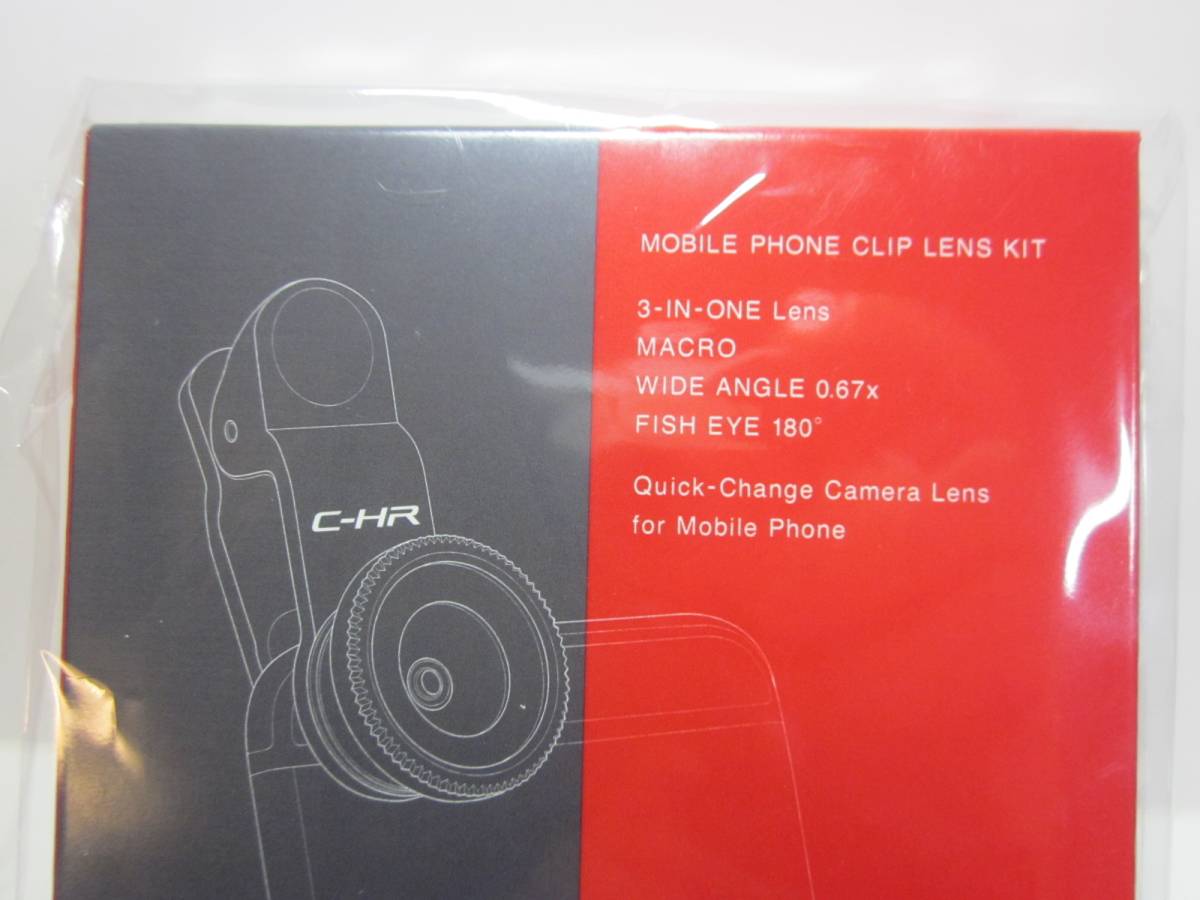 MOBILE PHONE CLIP LENS KIT
3-IN-ONE Lens
MACRO
WIDE ANGLE 0.67x
FISH EYE 180°
Quick-Change Camera Lens
for Mobile Phone
C-HR